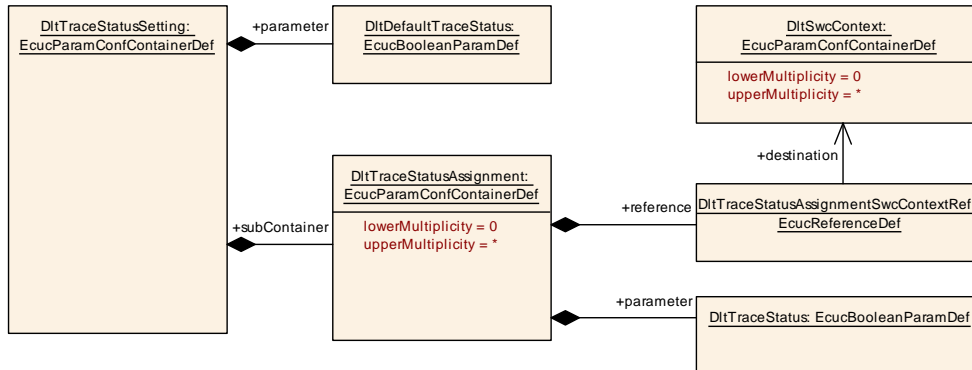 DltTraceStatusSetting:
EcucParamConfContainerDef
+parameter
DltDefaultTraceStatus:
EcucBooleanParamDef
DltSwcContext:
EcucParamConfContainerDef
lowerMultiplicity = 0
upperMultiplicity = *
+destination
DltTraceStatusAssignment:
EcucParamConfContainerDef
lowerMultiplicity = 0
upperMultiplicity = *
+subContainer
+reference
DltTraceStatusAssignmentSwcContextRef:
EcucReferenceDef
+parameter
DltTraceStatus: EcucBooleanParamDef